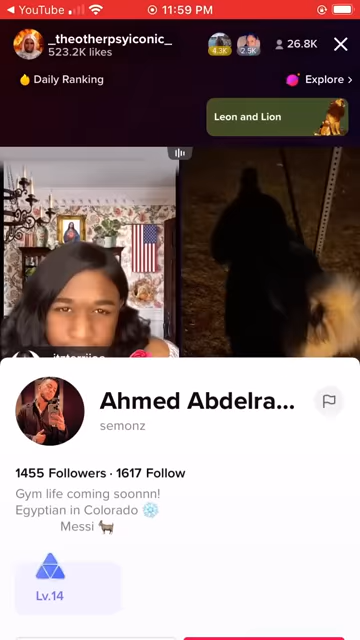 YouTube
11:59 PM
_theotherpsyiconic_
523.2K likes
4.3K
2.5K
26.8K
Daily Ranking
Explore
Leon and Lion
Ahmed Abdelra...
semonz
1455 Followers · 1617 Follow
Gym life coming soonnn!
Egyptian in Colorado ❄️
Messi 🐐
Lv.14